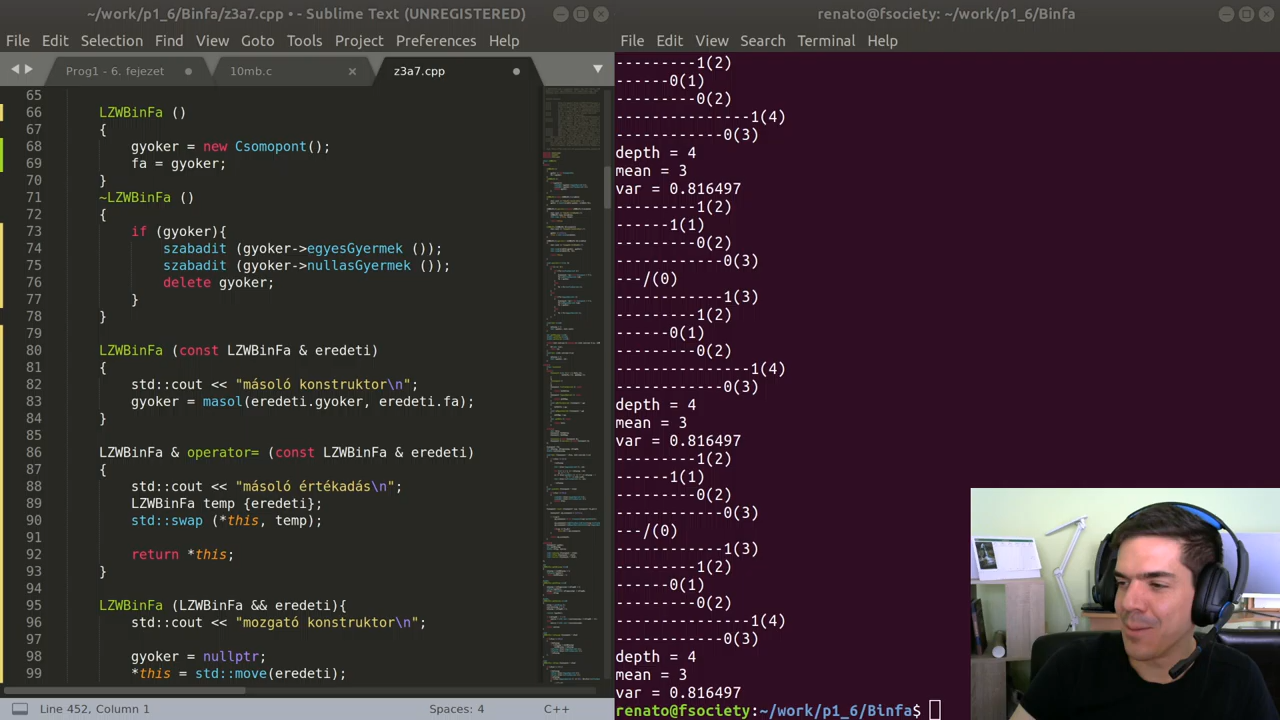 ~/work/p1_6/Binfa/z3a7.cpp • - Sublime Text (UNREGISTERED)
File Edit Selection Find View Goto Tools Project Preferences Help
Prog1 - 6. fejezet
10mb.c
z3a7.cpp
65
66 LZWBinFa ()
67 {
68 gyoker = new Csomopont();
69 fa = gyoker;
70 }
71 ~LZWBinFa ()
72 {
73 if (gyoker){
74 szabadit (gyoker->egyesGyermek ());
75 szabadit (gyoker->nullasGyermek ());
76 delete gyoker;
77 }
78 }
79
80 LZWBinFa (const LZWBinFa & eredeti)
81 {
82 std::cout << "másoló konstruktor\n";
83 gyoker = masol(eredeti.gyoker, eredeti.fa);
84 }
85
86 LZWBinFa & operator= (const LZWBinFa & eredeti)
87 {
88 std::cout << "másoló értékadás\n";
89 LZWBinFa temp {eredeti};
90 std::swap (*this, temp);
91
92 return *this;
93 }
94
95 LZWBinFa (LZWBinFa && eredeti){
96 std::cout << "mozgató konstruktor\n";
97
98 gyoker = nullptr;
99 *this = std::move(eredeti);
Line 452, Column 1
Spaces: 4
C++
renato@fsociety: ~/work/p1_6/Binfa
File Edit View Search Terminal Help
---------1(2)
------0(1)
---------0(2)
---------------1(4)
------------0(3)
depth = 4
mean = 3
var = 0.816497
---------1(2)
------1(1)
---------0(2)
------------0(3)
---/(0)
------------1(3)
---------1(2)
------0(1)
---------0(2)
---------------1(4)
------------0(3)
depth = 4
mean = 3
var = 0.816497
---------1(2)
------1(1)
---------0(2)
------------0(3)
---/(0)
------------1(3)
---------1(2)
------0(1)
---------0(2)
---------------1(4)
------------0(3)
depth = 4
mean = 3
var = 0.816497
renato@fsociety:~/work/p1_6/Binfa$